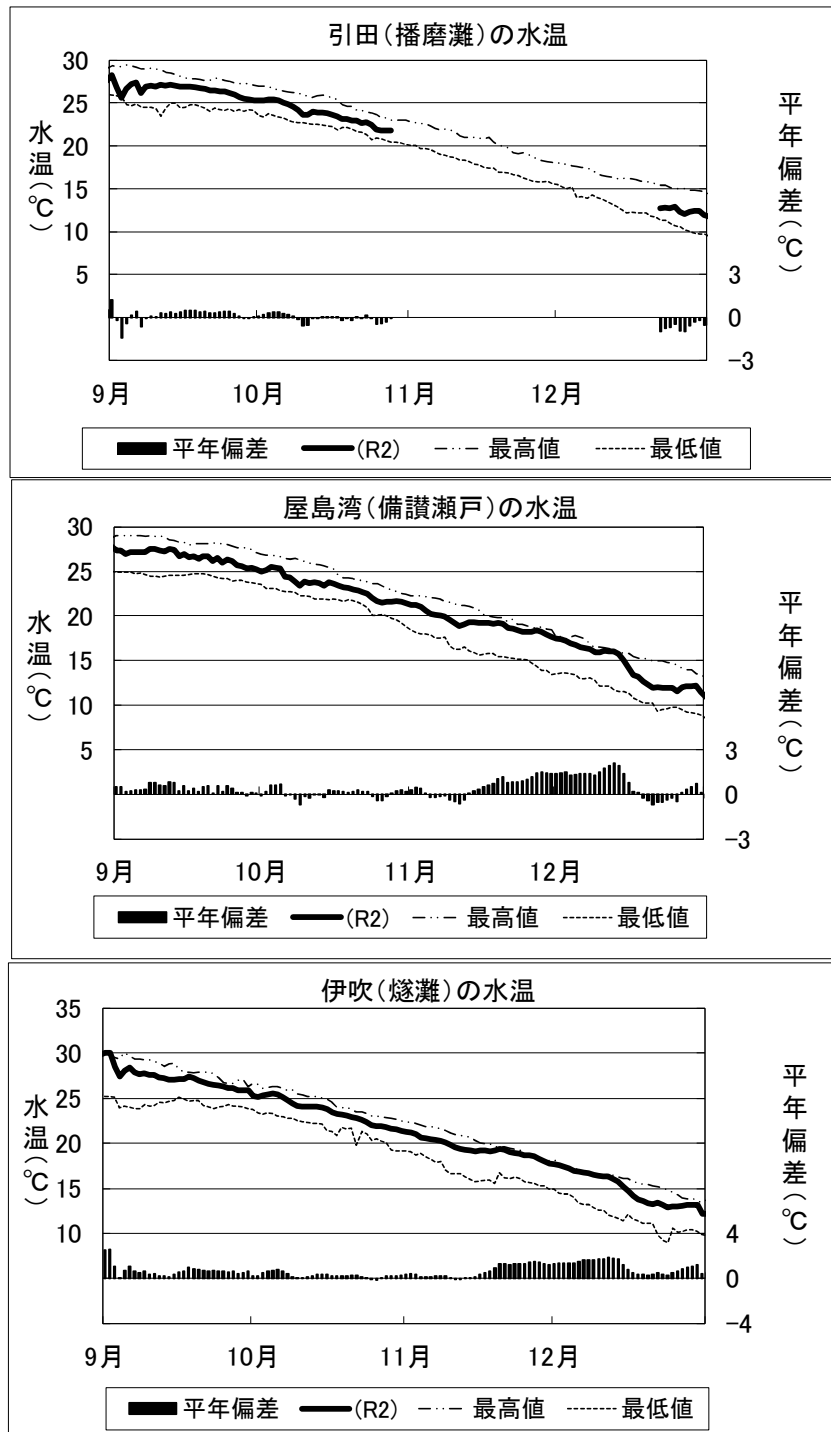 引田(播磨灘)の水温
30
25
20
15
10
5
水温(℃)
平年偏差(℃)
3
0
−3
9月 10月 11月 12月
平年偏差 (R2) 最高値 最低値
屋島湾(備讃瀬戸)の水温
30
25
20
15
10
5
水温(℃)
平年偏差(℃)
3
0
−3
9月 10月 11月 12月
平年偏差 (R2) 最高値 最低値
伊吹(燧灘)の水温
35
30
25
20
15
10
水温(℃)
平年偏差(℃)
4
0
−4
9月 10月 11月 12月
平年偏差 (R2) 最高値 最低値